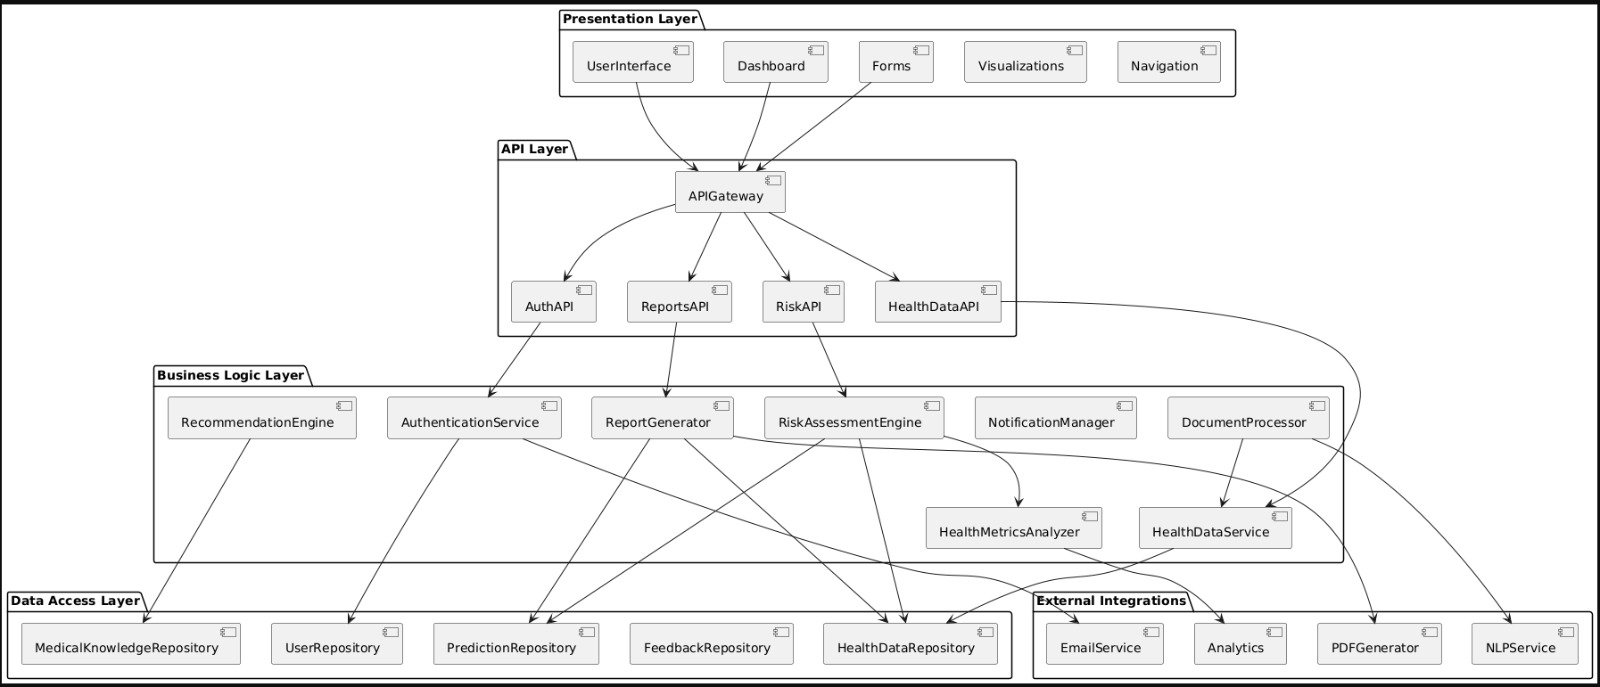 Presentation Layer
UserInterface
Dashboard
Forms
Visualizations
Navigation
API Layer
APIGateway
AuthAPI
ReportsAPI
RiskAPI
HealthDataAPI
Business Logic Layer
RecommendationEngine
AuthenticationService
ReportGenerator
RiskAssessmentEngine
NotificationManager
DocumentProcessor
HealthMetricsAnalyzer
HealthDataService
Data Access Layer
MedicalKnowledgeRepository
UserRepository
PredictionRepository
FeedbackRepository
HealthDataRepository
External Integrations
EmailService
Analytics
PDFGenerator
NLPService